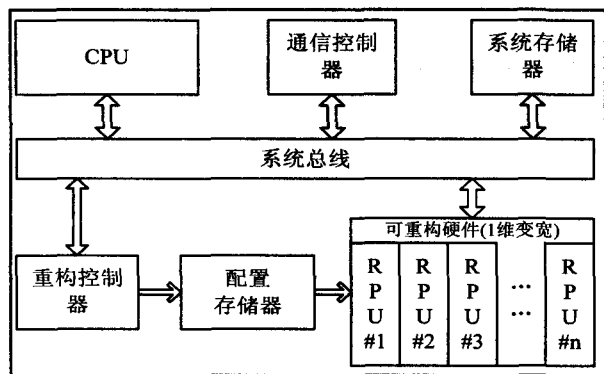 CPU
通信控制
器
系统存储
器
系统总线
可重构硬件(1维变宽)
重构控制
器
配置
存储器
R P U #1
R P U #2
R P U #3
... ...
R P U #n